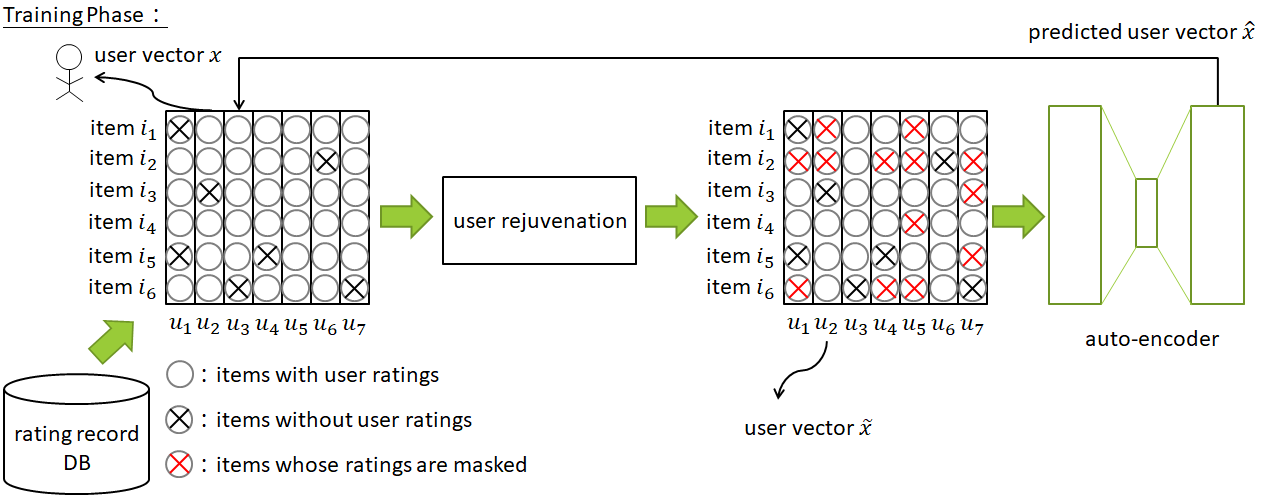 Training Phase：
user vector x
predicted user vector x̂
item i₁
item i₂
item i₃
item i₄
item i₅
item i₆
u₁ u₂ u₃ u₄ u₅ u₆ u₇
user rejuvenation
item i₁
item i₂
item i₃
item i₄
item i₅
item i₆
u₁ u₂ u₃ u₄ u₅ u₆ u₇
auto-encoder
user vector x̃
rating record
DB
：items with user ratings
：items without user ratings
：items whose ratings are masked